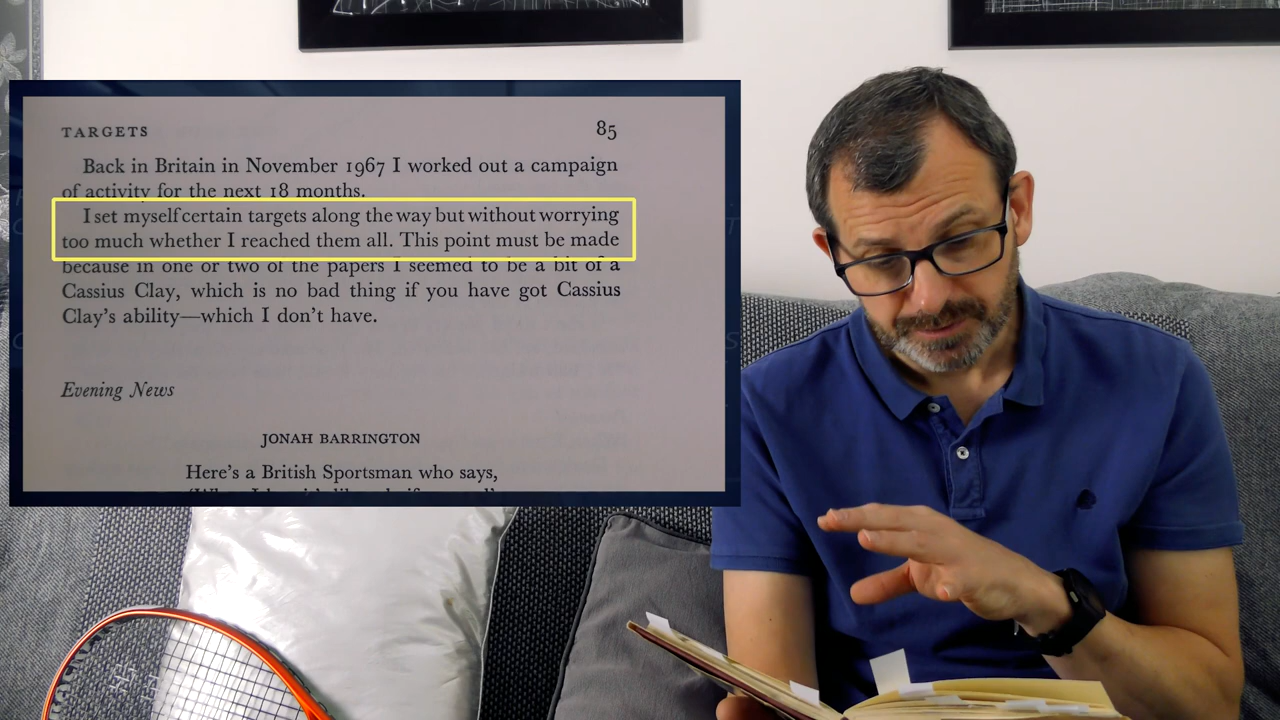 TARGETS 85
Back in Britain in November 1967 I worked out a campaign
of activity for the next 18 months.
I set myself certain targets along the way but without worrying
too much whether I reached them all. This point must be made
because in one or two of the papers I seemed to be a bit of a
Cassius Clay, which is no bad thing if you have got Cassius
Clay's ability—which I don't have.
Evening News
JONAH BARRINGTON
Here's a British Sportsman who says,